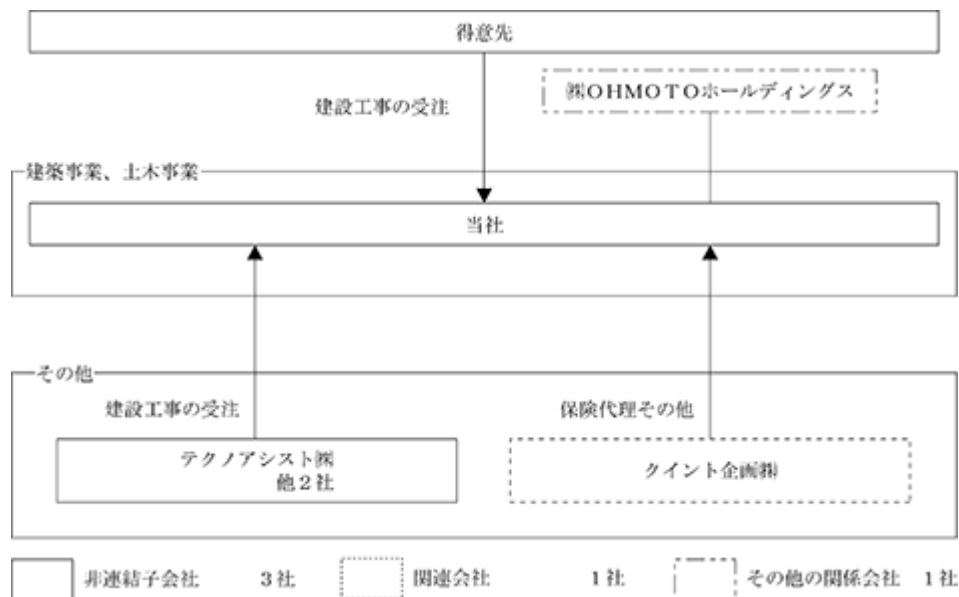 得意先
㈱OHMOTOホールディングス
建設工事の受注
建築事業、土木事業
当社
その他
建設工事の受注
保険代理その他
テクノアシスト㈱
他2社
クイント企画㈱
非連結子会社 3社 関連会社 1社 その他の関係会社 1社